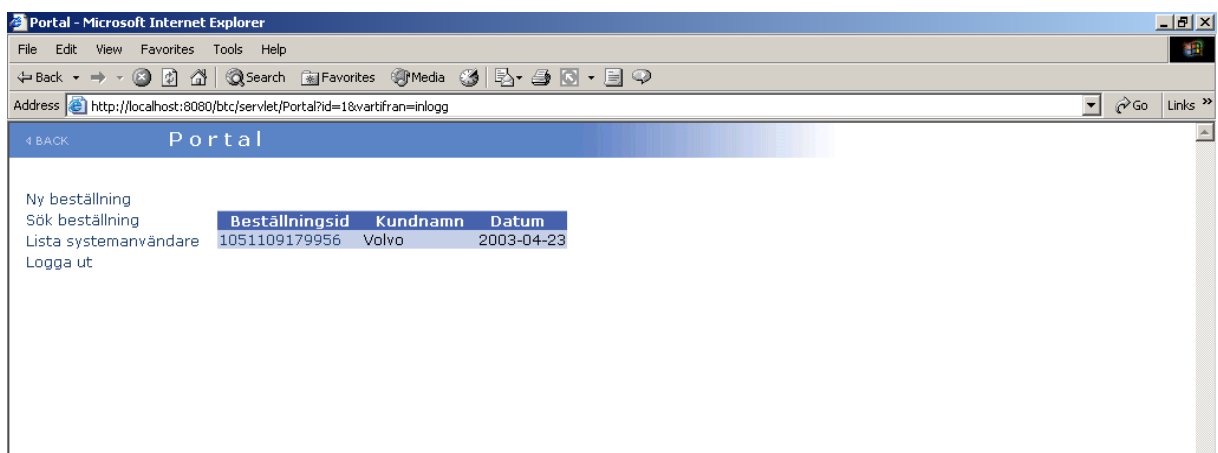 Portal - Microsoft Internet Explorer
File Edit View Favorites Tools Help
Back Search Favorites Media
Address http://localhost:8080/btc/servlet/Portal?id=1&vartifran=inlogg Go Links »
BACK Portal
Ny beställning
Sök beställning Beställningsid Kundnamn Datum
Lista systemanvändare 1051109179956 Volvo 2003-04-23
Logga ut